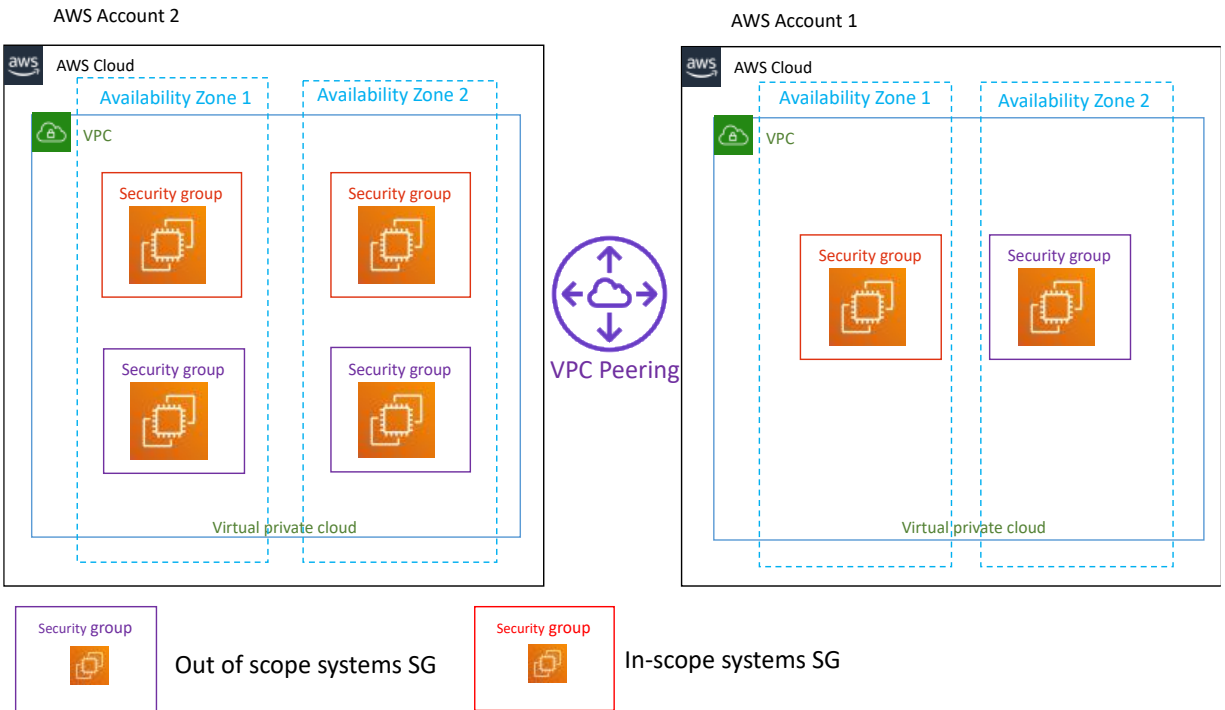 AWS Account 2
AWS Account 1
aws
AWS Cloud
Availability Zone 1
Availability Zone 2
VPC
Security group
Security group
Security group
Security group
Virtual private cloud
VPC Peering
aws
AWS Cloud
Availability Zone 1
Availability Zone 2
VPC
Security group
Security group
Virtual private cloud
Security group
Out of scope systems SG
Security group
In-scope systems SG